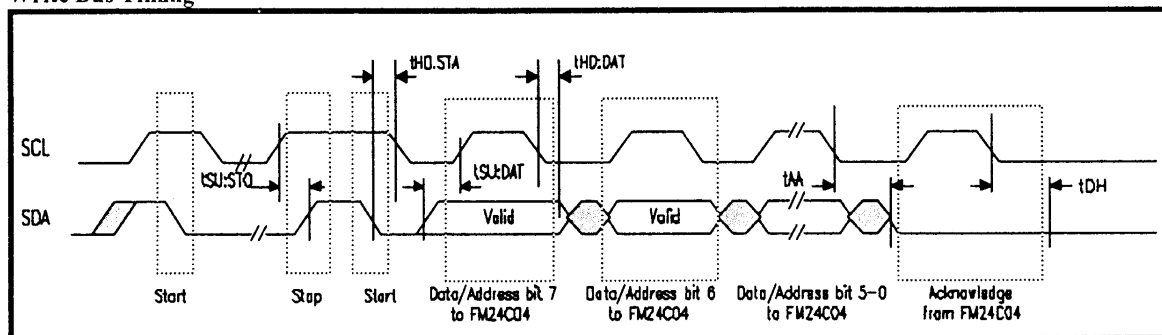 Write Bus Timing
tHD:STA
tHD:DAT
SCL
tSU:STO
tSU:DAT
tAA
tDH
SDA
Valid
Valid
Start
Stop
Start
Data/Address bit 7
to FM24C04
Data/Address bit 6
to FM24C04
Data/Address bit 5-0
to FM24C04
Acknowledge
from FM24C04